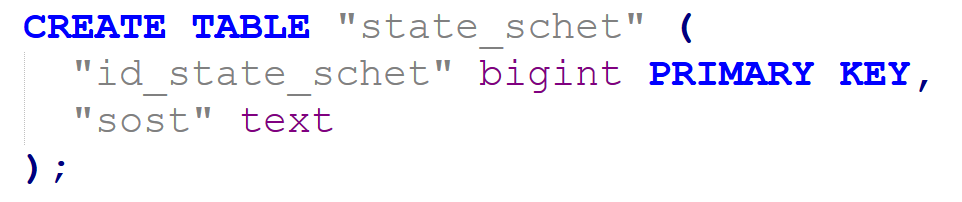 CREATE TABLE "state_schet" (
"id_state_schet" bigint PRIMARY KEY,
"sost" text
);